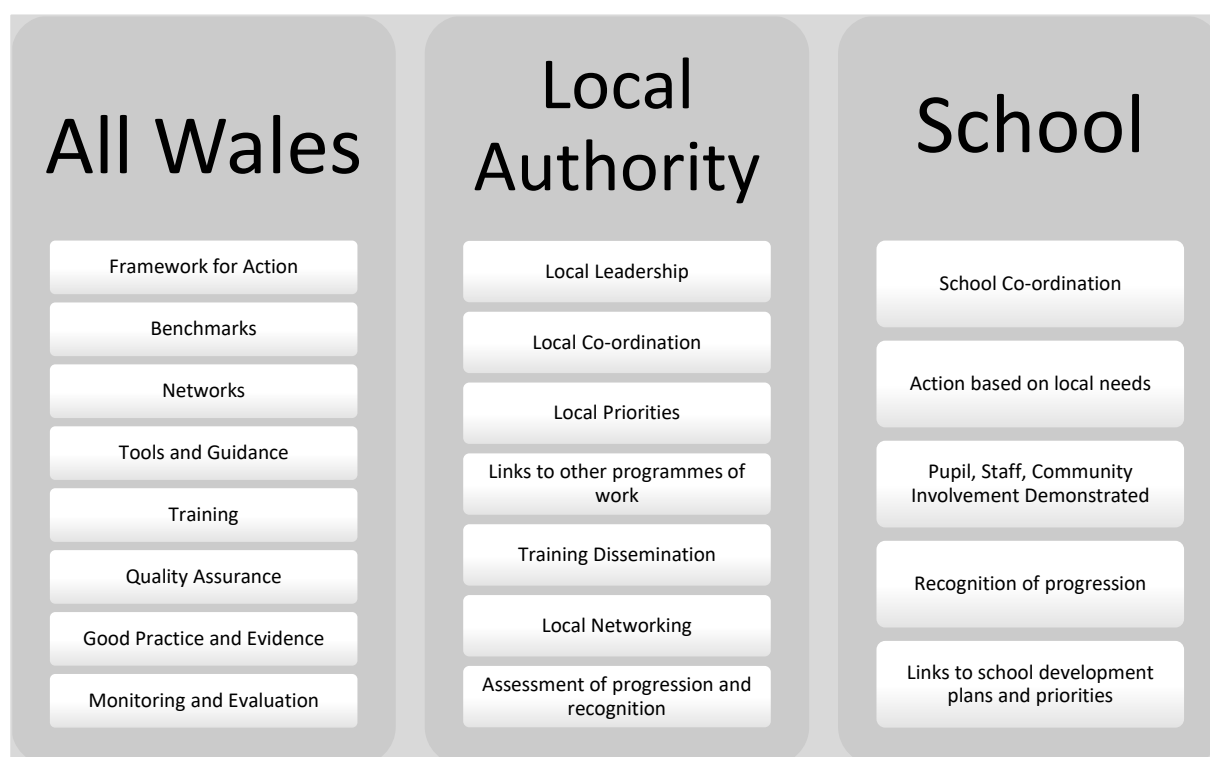 All Wales
Framework for Action
Benchmarks
Networks
Tools and Guidance
Training
Quality Assurance
Good Practice and Evidence
Monitoring and Evaluation
Local
Authority
Local Leadership
Local Co-ordination
Local Priorities
Links to other programmes of
work
Training Dissemination
Local Networking
Assessment of progression and
recognition
School
School Co-ordination
Action based on local needs
Pupil, Staff, Community
Involvement Demonstrated
Recognition of progression
Links to school development
plans and priorities